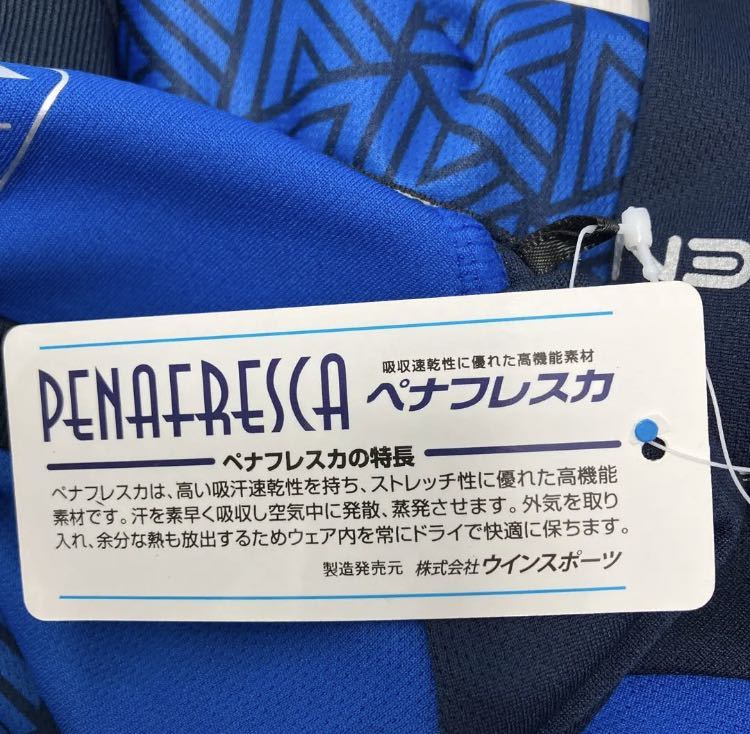 PENAFRESCA
吸収速乾性に優れた高機能素材
ペナフレスカ
ペナフレスカの特長
ペナフレスカは、高い吸汗速乾性を持ち、ストレッチ性に優れた高機能
素材です。汗を素早く吸収し空気中に発散、蒸発させます。外気を取り
入れ、余分な熱も放出するためウェア内を常にドライで快適に保ちます。
製造発売元 株式会社ウインスポーツ